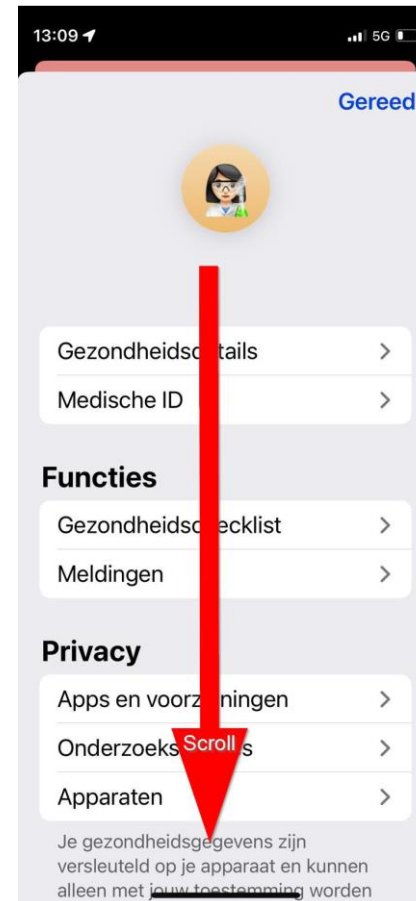 13:09
5G
Gereed
Gezondheidsdetails
Medische ID
Functies
Gezondheidschecklist
Meldingen
Privacy
Apps en voorzieningen
Scroll
Apparaten
Je gezondheidsgegevens zijn
versleuteld op je apparaat en kunnen
alleen met jouw toestemming worden